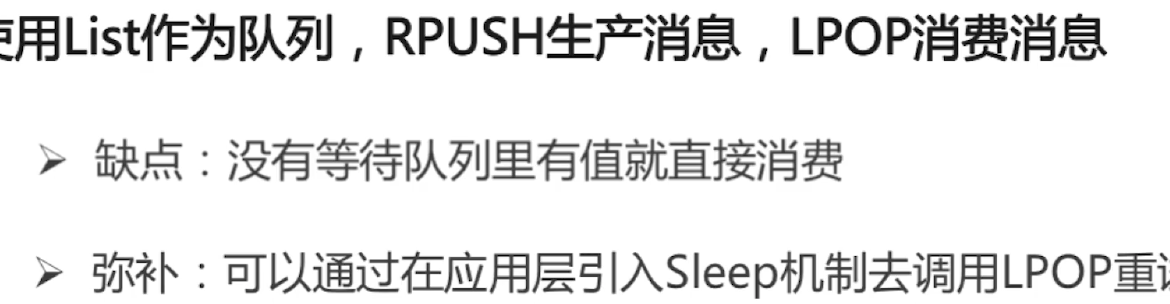 使用List作为队列，RPUSH生产消息，LPOP消费消息
➢ 缺点：没有等待队列里有值就直接消费
➢ 弥补：可以通过在应用层引入Sleep机制去调用LPOP重